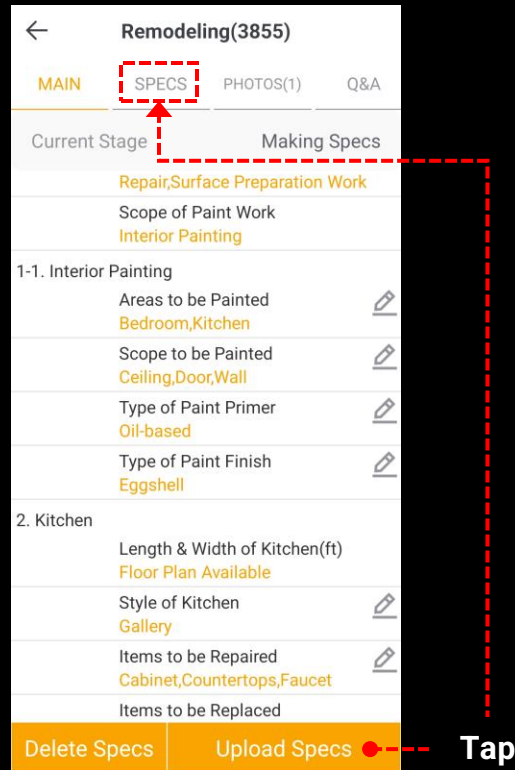 Remodeling(3855)
MAIN SPECS PHOTOS(1) Q&A
Current Stage Making Specs
Repair,Surface Preparation Work
Scope of Paint Work
Interior Painting
1-1. Interior Painting
Areas to be Painted
Bedroom,Kitchen
Scope to be Painted
Ceiling,Door,Wall
Type of Paint Primer
Oil-based
Type of Paint Finish
Eggshell
2. Kitchen
Length & Width of Kitchen(ft)
Floor Plan Available
Style of Kitchen
Gallery
Items to be Repaired
Cabinet,Countertops,Faucet
Items to be Replaced
Delete Specs Upload Specs Tap